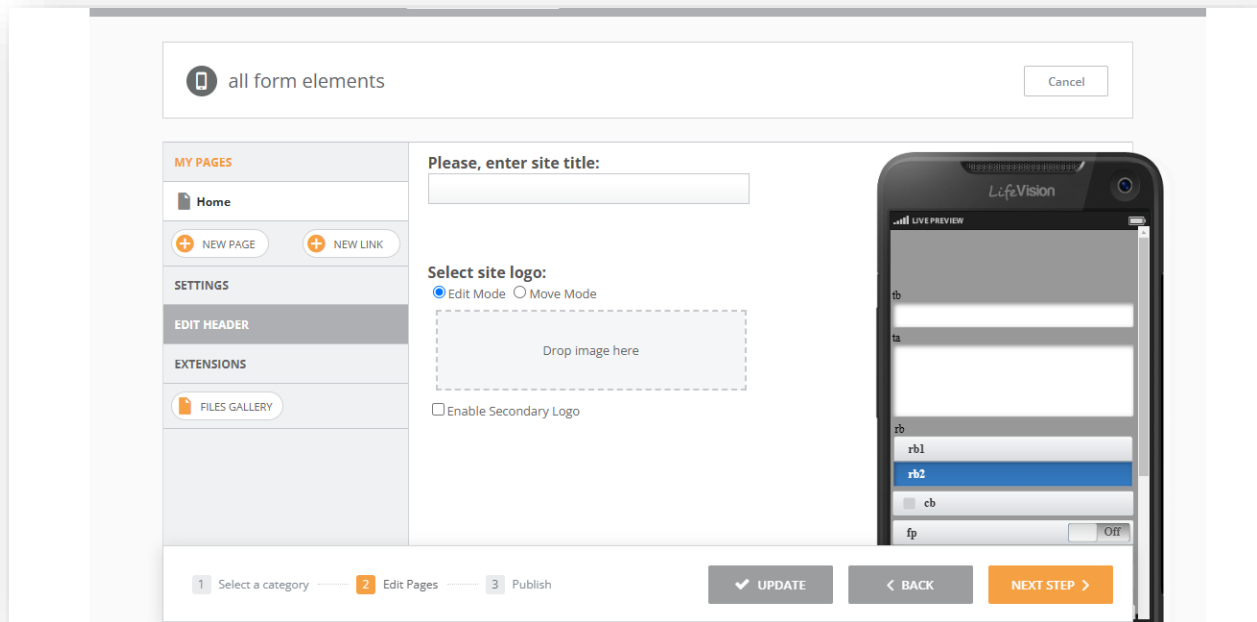 all form elements
Cancel
MY PAGES
Home
NEW PAGE
NEW LINK
SETTINGS
EDIT HEADER
EXTENSIONS
FILES GALLERY
Please, enter site title:
Select site logo:
Edit Mode Move Mode
Drop image here
Enable Secondary Logo
LifeVision
LIVE PREVIEW
tb
ta
rb
rb1
rb2
cb
fp Off
1 Select a category 2 Edit Pages 3 Publish
UPDATE
BACK
NEXT STEP